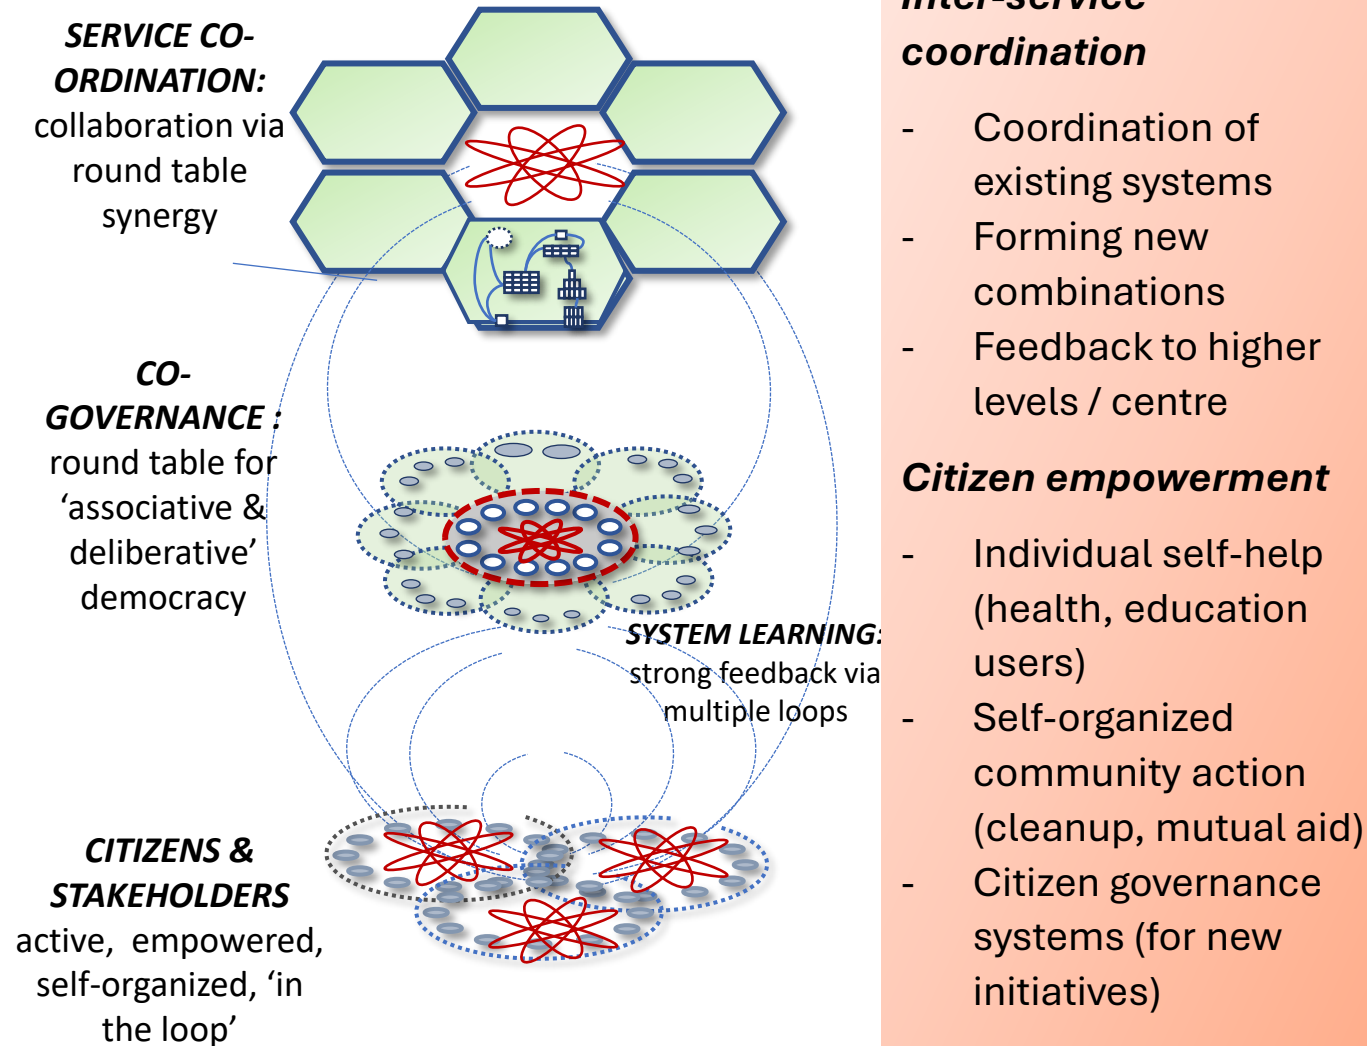 SERVICE CO-
ORDINATION:
collaboration via
round table
synergy
CO-
GOVERNANCE :
round table for
‘associative &
deliberative’
democracy
SYSTEM LEARNING:
strong feedback via
multiple loops
CITIZENS &
STAKEHOLDERS
active, empowered,
self-organized, ‘in
the loop’
inter-service
coordination
- Coordination of
existing systems
- Forming new
combinations
- Feedback to higher
levels / centre
Citizen empowerment
- Individual self-help
(health, education
users)
- Self-organized
community action
(cleanup, mutual aid)
- Citizen governance
systems (for new
initiatives)